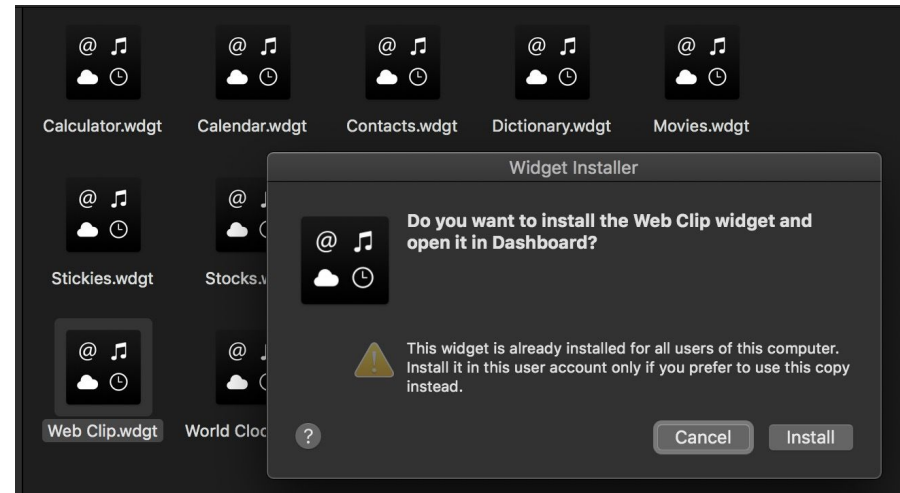 Calculator.wdgt Calendar.wdgt Contacts.wdgt Dictionary.wdgt Movies.wdgt
Stickies.wdgt Stocks.w
Web Clip.wdgt World Cloc
Widget Installer
Do you want to install the Web Clip widget and
open it in Dashboard?
This widget is already installed for all users of this computer.
Install it in this user account only if you prefer to use this copy
instead.
?
Cancel Install